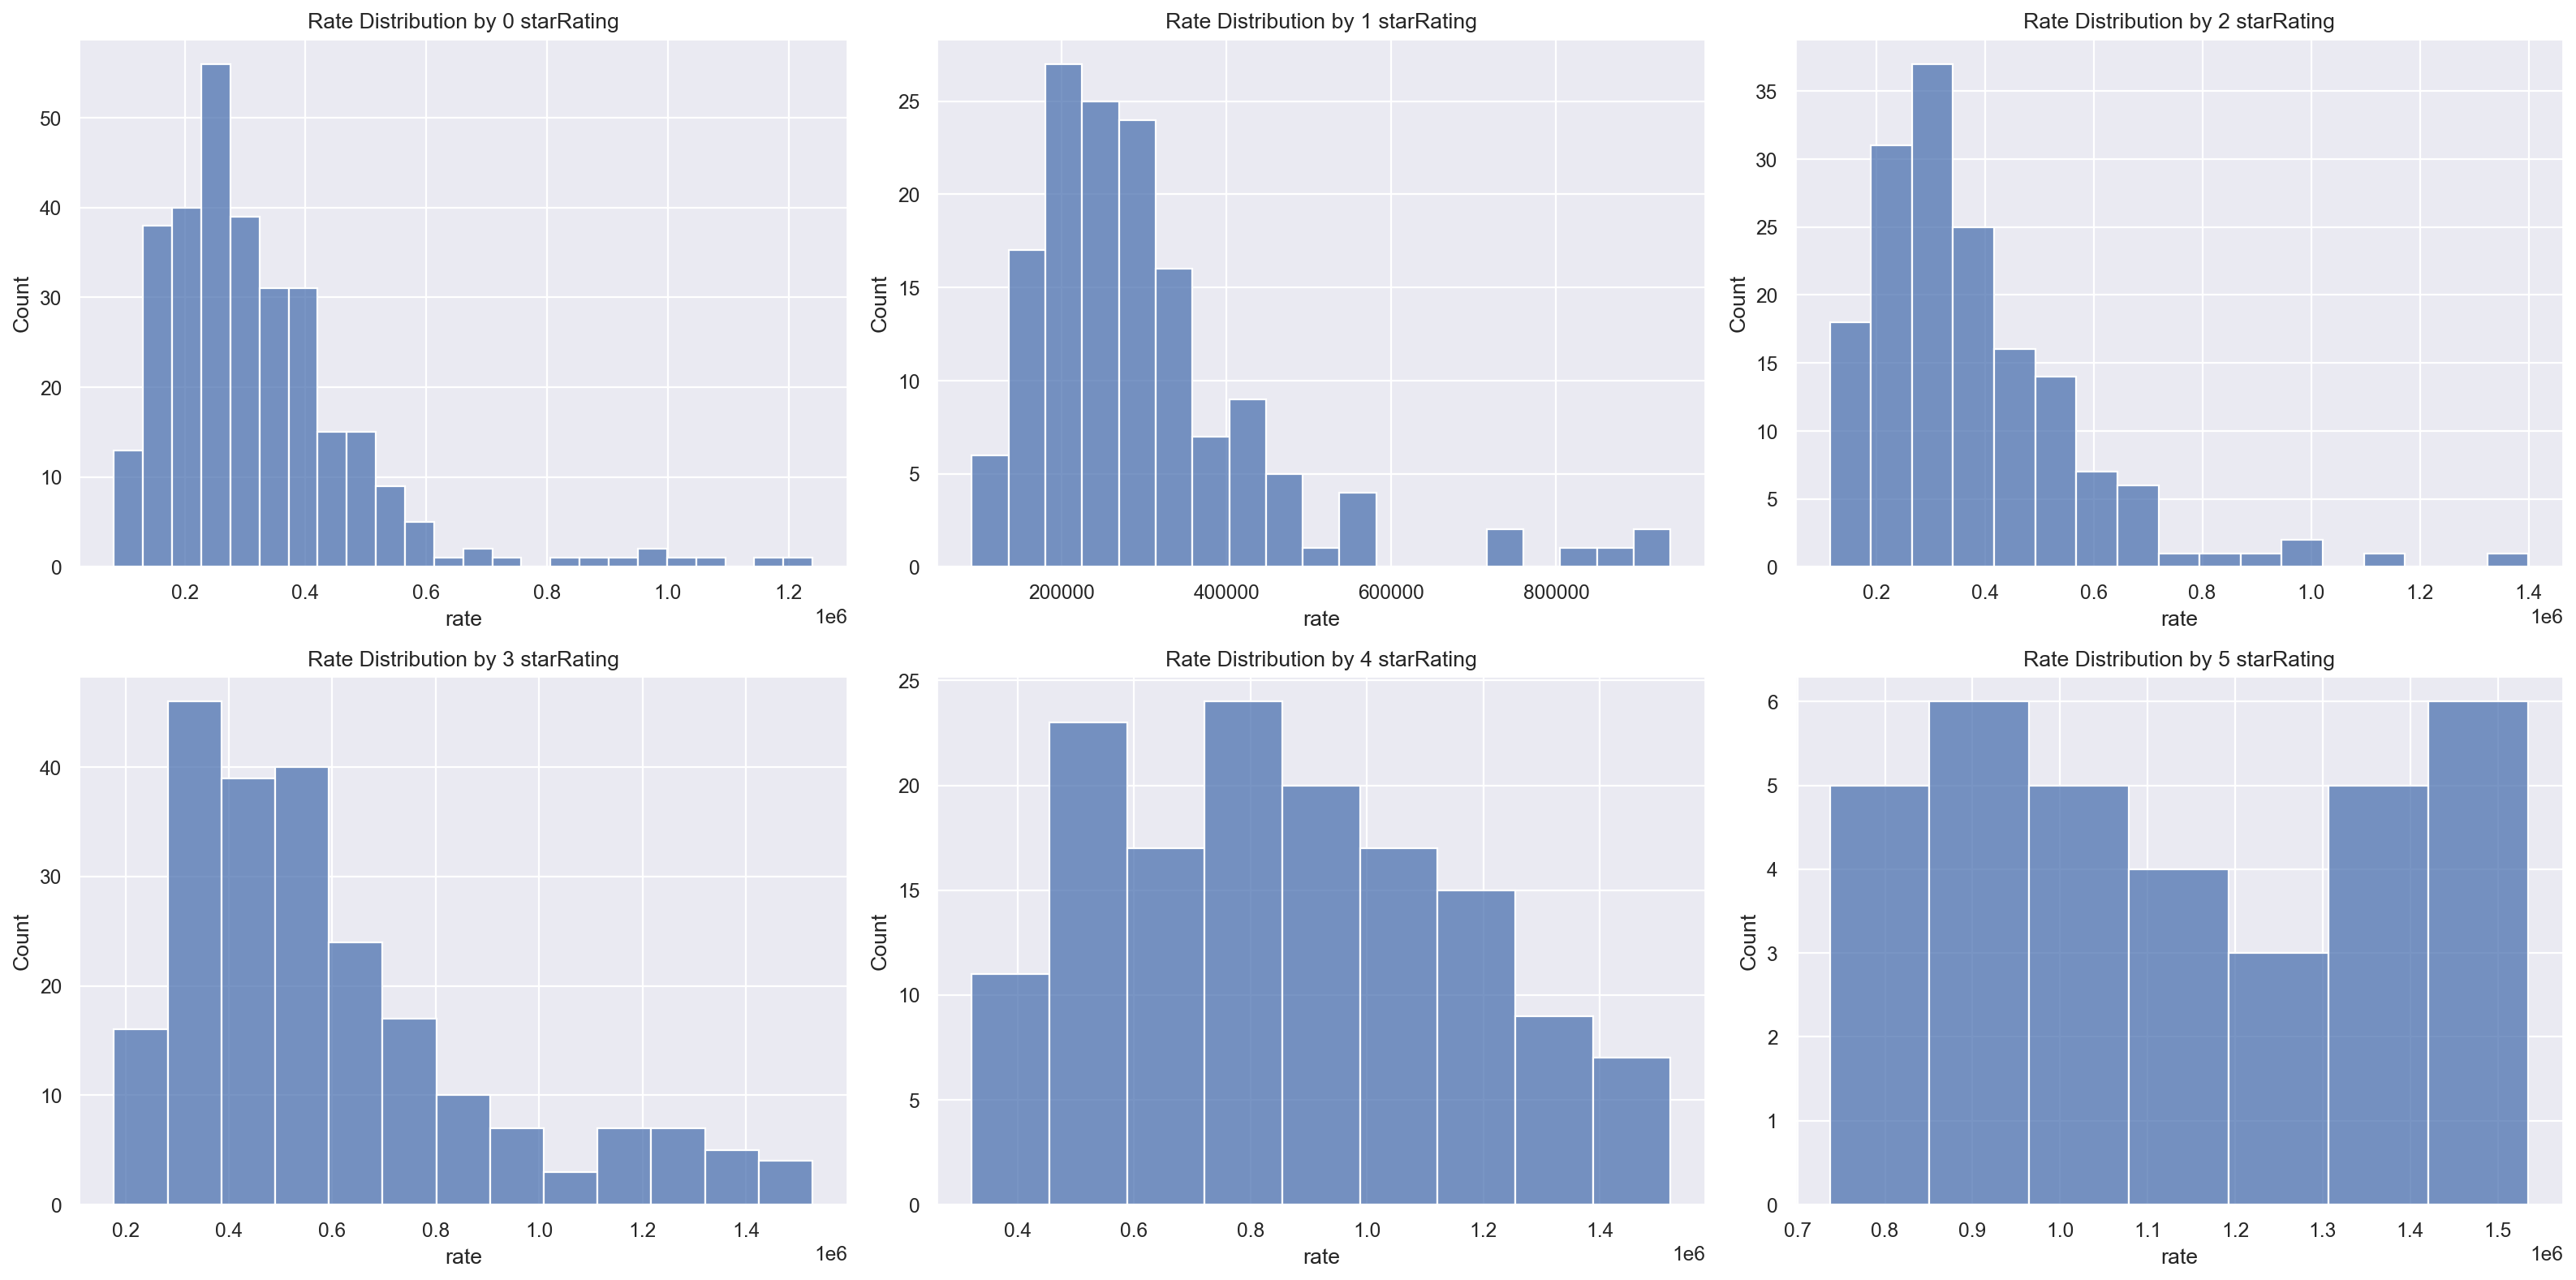 Rate Distribution by 0 starRating
50
40
30
20
10
0
Count
0.2 0.4 0.6 0.8 1.0 1.2
1e6
rate
Rate Distribution by 1 starRating
25
20
15
10
5
0
Count
200000 400000 600000 800000
rate
Rate Distribution by 2 starRating
35
30
25
20
15
10
5
0
Count
0.2 0.4 0.6 0.8 1.0 1.2 1.4
1e6
rate
Rate Distribution by 3 starRating
40
30
20
10
0
Count
0.2 0.4 0.6 0.8 1.0 1.2 1.4
1e6
rate
Rate Distribution by 4 starRating
25
20
15
10
5
0
Count
0.4 0.6 0.8 1.0 1.2 1.4
1e6
rate
Rate Distribution by 5 starRating
6
5
4
3
2
1
0
Count
0.7 0.8 0.9 1.0 1.1 1.2 1.3 1.4 1.5
1e6
rate